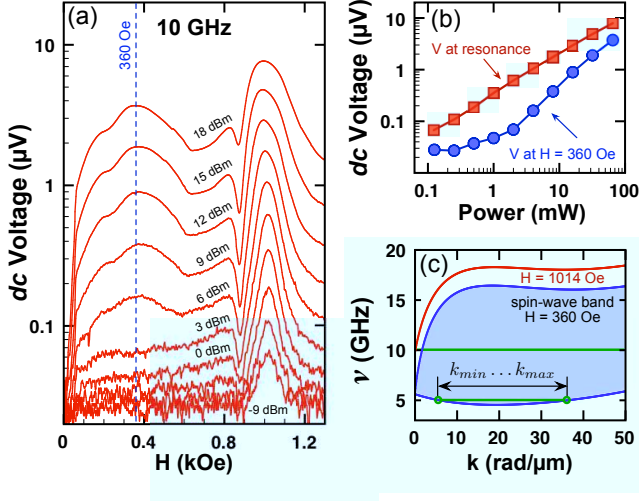 (a)
10 GHz
360 Oe
18 dBm
15 dBm
12 dBm
9 dBm
6 dBm
3 dBm
0 dBm
-9 dBm
dc Voltage (µV)
10
1
0.1
0
0.4
0.8
1.2
H (kOe)
(b)
dc Voltage (µV)
10
1
0.1
0.01
V at resonance
V at H = 360 Oe
0.1
1
10
100
Power (mW)
(c)
ν (GHz)
20
15
10
5
H = 1014 Oe
spin-wave band
H = 360 Oe
k_min ... k_max
0
10
20
30
40
50
k (rad/µm)